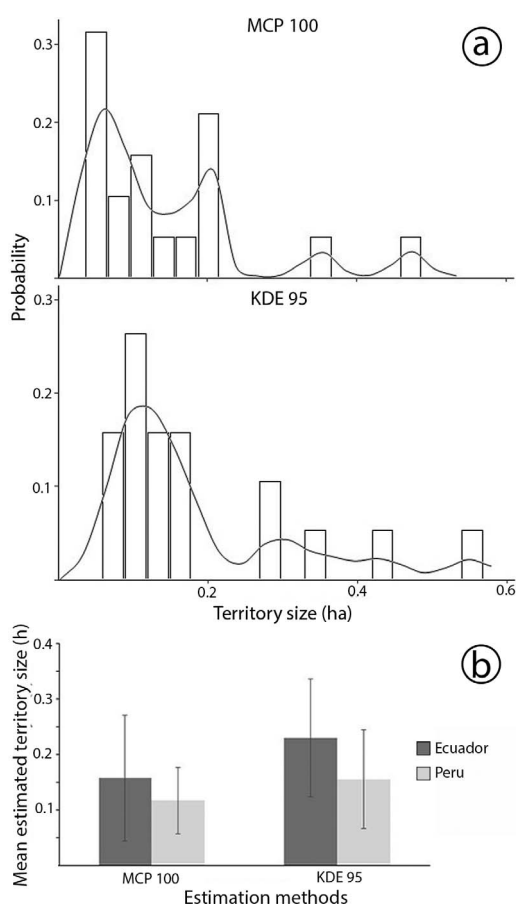 MCP 100
a
0.3
0.2
0.1
Probability
KDE 95
0.3
0.2
0.1
0.2
0.4
0.6
Territory size (ha)
b
Mean estimated territory size (h)
0.4
0.3
0.2
0.1
Ecuador
Peru
MCP 100
KDE 95
Estimation methods